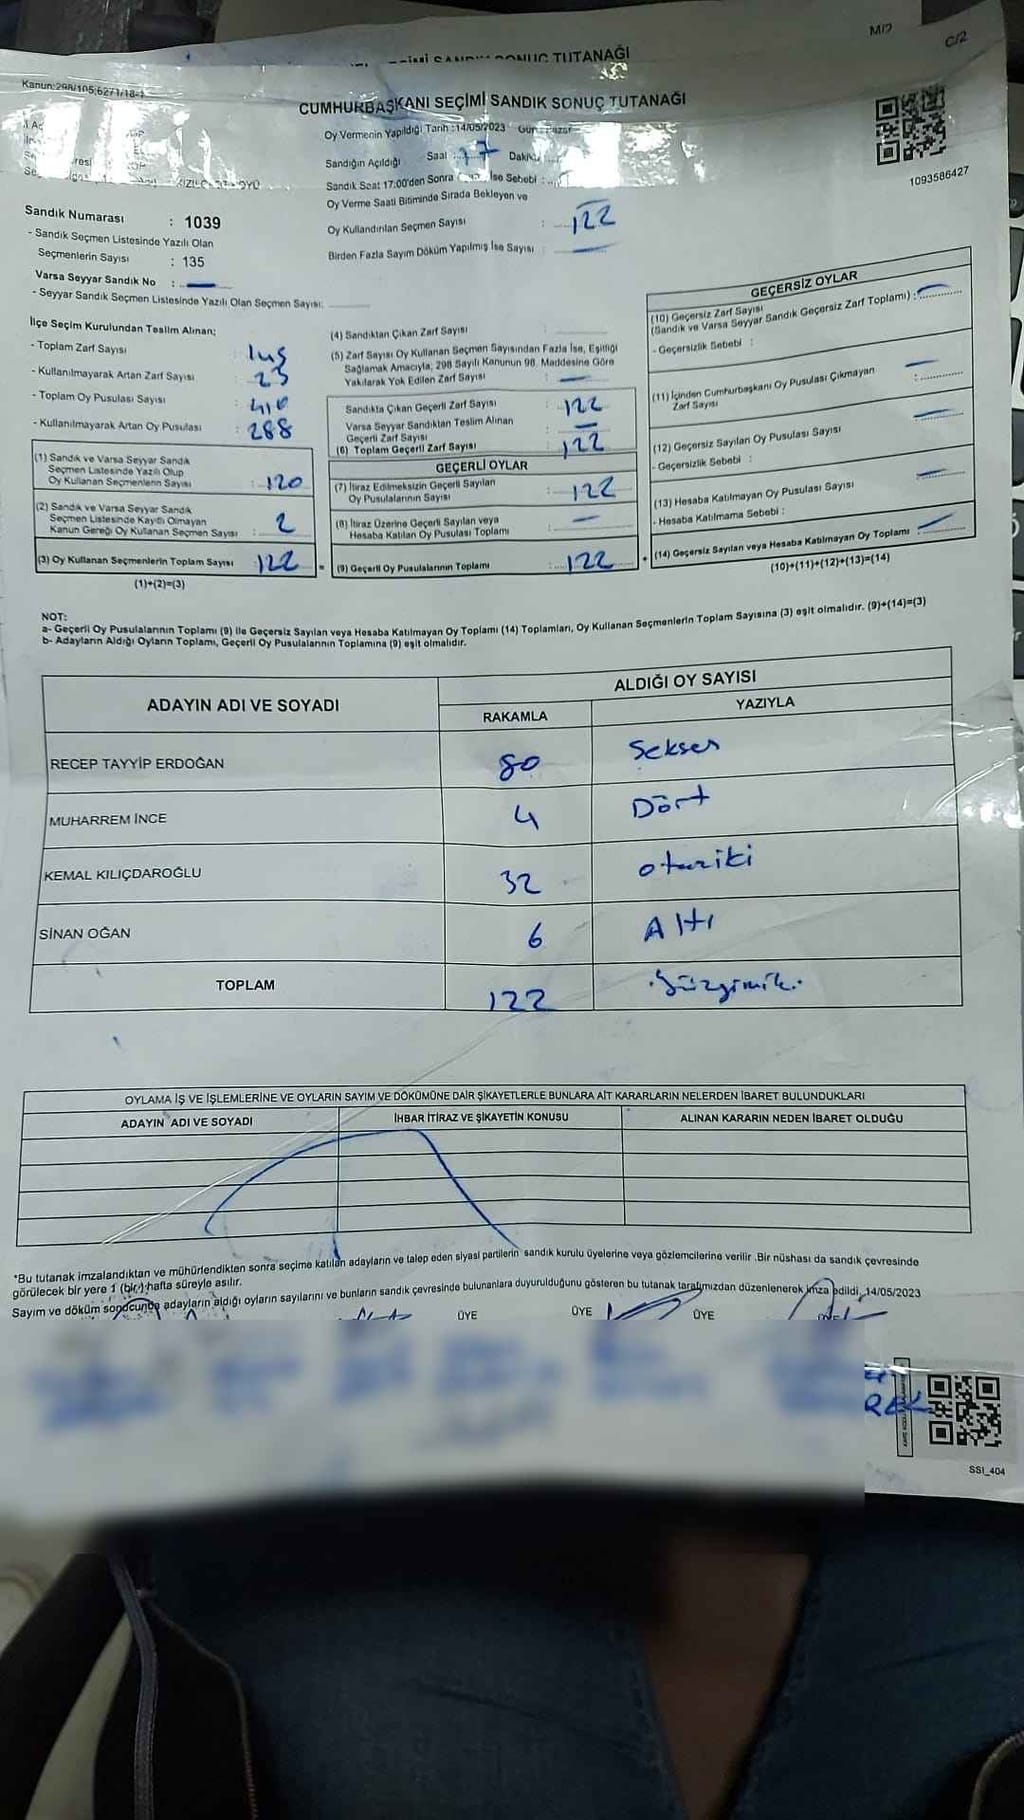 SANDIK SONUÇ TUTANAĞI
M/2
C/2
Kanun:298/105;6271/18-1
CUMHURBAŞKANI SEÇİMİ SANDIK SONUÇ TUTANAĞI
Oy Vermenin Yapıldığı Tarih :14/05/2023
Sandığın Açıldığı Saat 17
Sandık Saat 17:00'den Sonra İse Sebebi :
Oy Verme Saati Bitiminde Sırada Bekleyen ve
Oy Kullandırılan Seçmen Sayısı : 122
Birden Fazla Sayım Döküm Yapılmış İse Sayısı : —
1093586427
Sandık Numarası : 1039
- Sandık Seçmen Listesinde Yazılı Olan
Seçmenlerin Sayısı : 135
Varsa Seyyar Sandık No : —
- Seyyar Sandık Seçmen Listesinde Yazılı Olan Seçmen Sayısı:
İlçe Seçim Kurulundan Teslim Alınan;
- Toplam Zarf Sayısı :
- Kullanılmayarak Artan Zarf Sayısı : 23
- Toplam Oy Pusulası Sayısı : 410
- Kullanılmayarak Artan Oy Pusulası : 288
(1) Sandık ve Varsa Seyyar Sandık
Seçmen Listesinde Yazılı Olup
Oy Kullanan Seçmenlerin Sayısı : 120
(2) Sandık ve Varsa Seyyar Sandık
Seçmen Listesinde Kayıtlı Olmayan
Kanun Gereği Oy Kullanan Seçmen Sayısı : 2
(3) Oy Kullanan Seçmenlerin Toplam Sayısı : 122 =
(1)+(2)=(3)
(4) Sandıktan Çıkan Zarf Sayısı :
(5) Zarf Sayısı Oy Kullanan Seçmen Sayısından Fazla İse, Eşitliği
Sağlamak Amacıyla; 298 Sayılı Kanunun 98. Maddesine Göre
Yakılarak Yok Edilen Zarf Sayısı : —
Sandıkta Çıkan Geçerli Zarf Sayısı : 122
Varsa Seyyar Sandıktan Teslim Alınan
Geçerli Zarf Sayısı : —
(6) Toplam Geçerli Zarf Sayısı : 122
GEÇERLİ OYLAR
(7) İtiraz Edilmeksizin Geçerli Sayılan
Oy Pusulalarının Sayısı : 122
(8) İtiraz Üzerine Geçerli Sayılan veya
Hesaba Katılan Oy Pusulası Toplamı : —
(9) Geçerli Oy Pusulalarının Toplamı : 122 +
GEÇERSİZ OYLAR
(10) Geçersiz Zarf Sayısı
(Sandık ve Varsa Seyyar Sandık Geçersiz Zarf Toplamı) : —
- Geçersizlik Sebebi :
(11) İçinden Cumhurbaşkanı Oy Pusulası Çıkmayan
Zarf Sayısı : —
(12) Geçersiz Sayılan Oy Pusulası Sayısı —
- Geçersizlik Sebebi :
(13) Hesaba Katılmayan Oy Pusulası Sayısı —
- Hesaba Katılmama Sebebi :
(14) Geçersiz Sayılan veya Hesaba Katılmayan Oy Toplamı —
(10)+(11)+(12)+(13)=(14)
NOT:
a- Geçerli Oy Pusulalarının Toplamı (9) ile Geçersiz Sayılan veya Hesaba Katılmayan Oy Toplamı (14) Toplamları, Oy Kullanan Seçmenlerin Toplam Sayısına (3) eşit olmalıdır. (9)+(14)=(3)
b- Adayların Aldığı Oyların Toplamı, Geçerli Oy Pusulalarının Toplamına (9) eşit olmalıdır.
ADAYIN ADI VE SOYADI
ALDIĞI OY SAYISI
RAKAMLA YAZIYLA
RECEP TAYYİP ERDOĞAN 80 Seksen
MUHARREM İNCE 4 Dört
KEMAL KILIÇDAROĞLU 32 otuziki
SİNAN OĞAN 6 Altı
TOPLAM 122
OYLAMA İŞ VE İŞLEMLERİNE VE OYLARIN SAYIM VE DÖKÜMÜNE DAİR ŞİKAYETLERLE BUNLARA AİT KARARLARIN NELERDEN İBARET BULUNDUKLARI
ADAYIN ADI VE SOYADI İHBAR İTİRAZ VE ŞİKAYETİN KONUSU ALINAN KARARIN NEDEN İBARET OLDUĞU
*Bu tutanak imzalandıktan ve mühürlendikten sonra seçime katılan adayların ve talep eden siyasi partilerin sandık kurulu üyelerine veya gözlemcilerine verilir .Bir nüshası da sandık çevresinde
görülecek bir yere 1 (bir) hafta süreyle asılır.
Sayım ve döküm sonucunda adayların aldığı oyların sayılarını ve bunların sandık çevresinde bulunanlara duyurulduğunu gösteren bu tutanak tarafımızdan düzenlenerek imza edildi. 14/05/2023
ÜYE ÜYE ÜYE
SSI_404